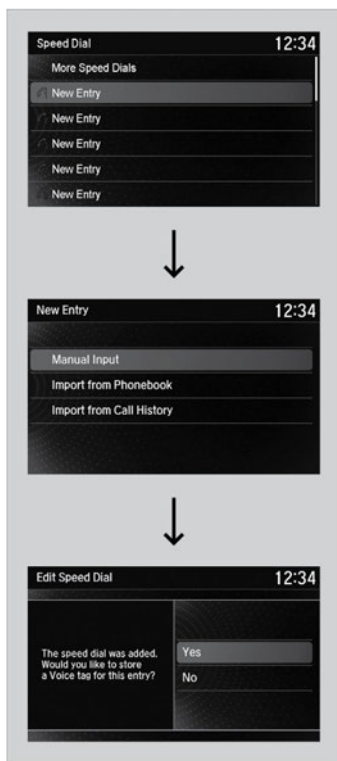 Speed Dial 12:34
More Speed Dials
New Entry
New Entry
New Entry
New Entry
New Entry
New Entry 12:34
Manual Input
Import from Phonebook
Import from Call History
Edit Speed Dial 12:34
The speed dial was added.
Would you like to store
a Voice tag for this entry?
Yes
No